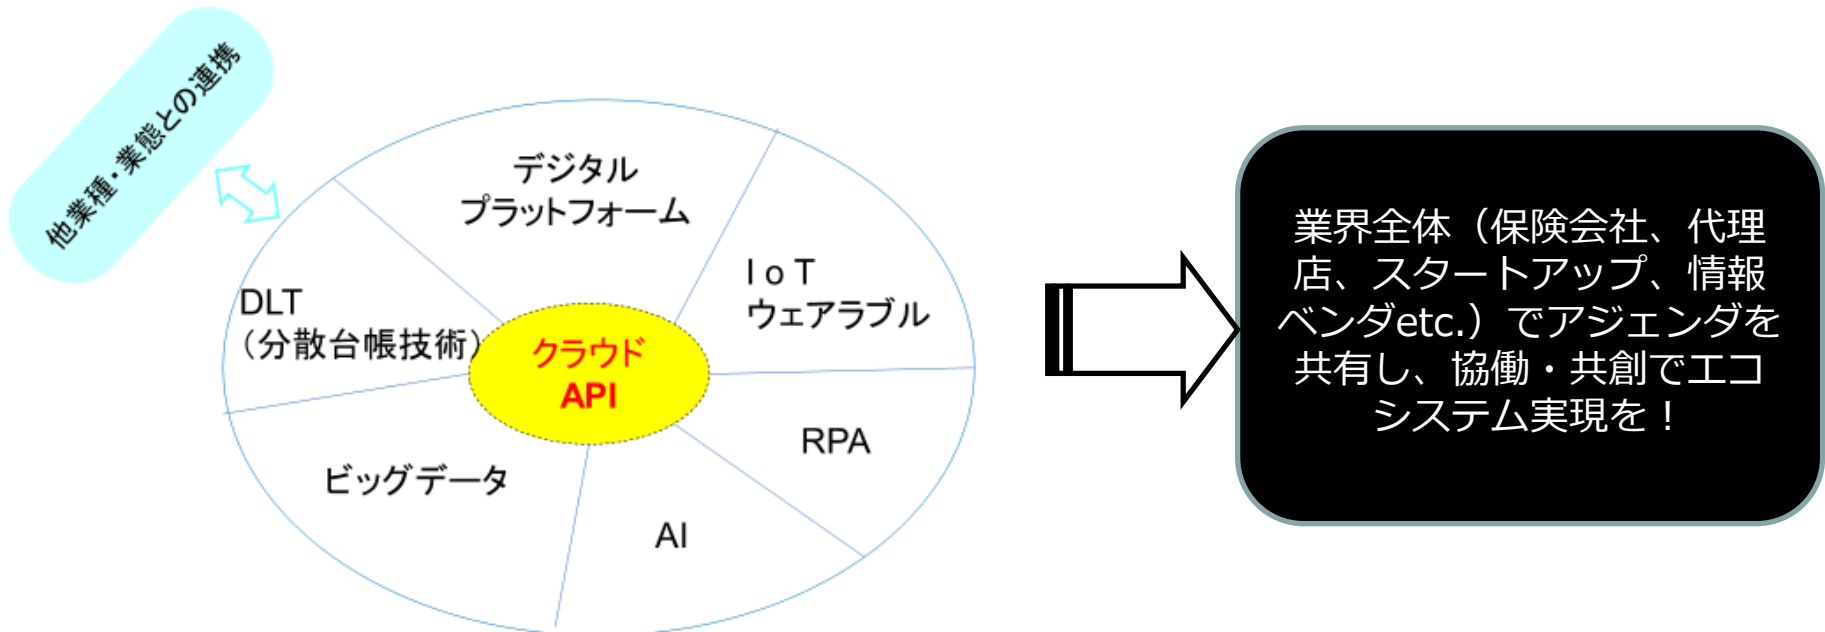 他業種・業態との連携
デジタル
プラットフォーム
ＩｏＴ
ウェアラブル
DLT
（分散台帳技術）
クラウド
API
RPA
ビッグデータ
AI
業界全体（保険会社、代理
店、スタートアップ、情報
ベンダetc.）でアジェンダを
共有し、協働・共創でエコ
システム実現を！